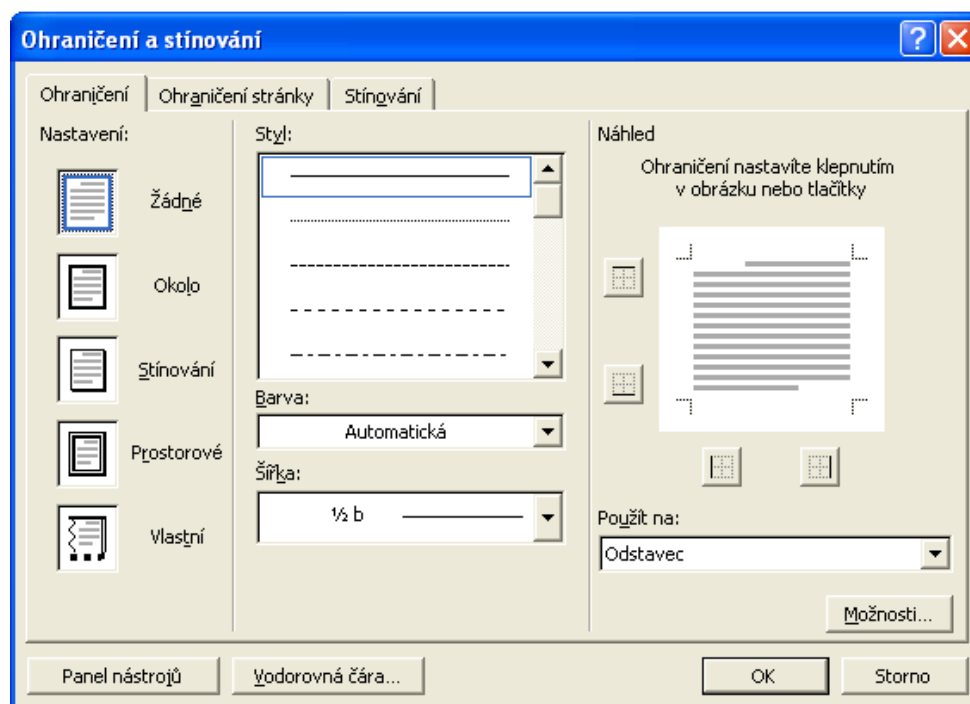 Ohraničení a stínování
Ohraničení
Ohraničení stránky
Stínování
Nastavení:
Žádné
Okolo
Stínování
Prostorové
Vlastní
Styl:
Barva:
Automatická
Šířka:
½ b
Náhled
Ohraničení nastavíte klepnutím
v obrázku nebo tlačítky
Použít na:
Odstavec
Možnosti...
Panel nástrojů
Vodorovná čára...
OK
Storno